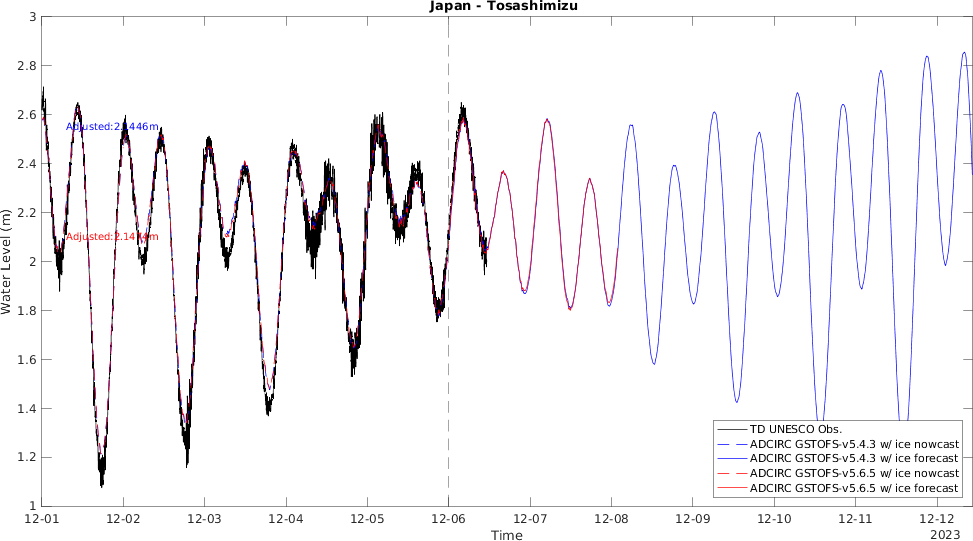 Japan - Tosashimizu
3
2.8
2.6
2.4
2.2
2
1.8
1.6
1.4
1.2
1
Water Level (m)
Adjusted:2.1446m
TD UNESCO Obs.
ADCIRC GSTOFS-v5.4.3 w/ ice nowcast
ADCIRC GSTOFS-v5.4.3 w/ ice forecast
ADCIRC GSTOFS-v5.6.5 w/ ice nowcast
ADCIRC GSTOFS-v5.6.5 w/ ice forecast
12-01 12-02 12-03 12-04 12-05 12-06 12-07 12-08 12-09 12-10 12-11 12-12
Time
2023